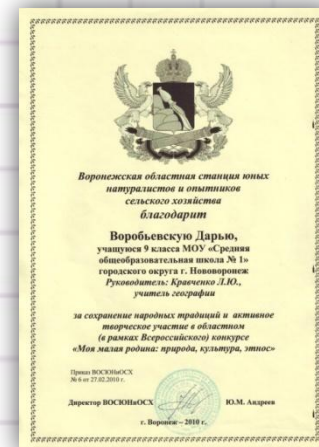 Воронежская областная станция юных
натуралистов и опытников
сельского хозяйства
благодарит
Воробьевскую Дарью,
учащуюся 9 класса МОУ «Средняя
общеобразовательная школа № 1»
городского округа г. Нововоронеж
Руководитель: Кравченко Л.Ю.,
учитель географии
за сохранение народных традиций и активное
творческое участие в областном
(в рамках Всероссийского) конкурсе
«Моя малая родина: природа, культура, этнос»
Приказ ВОСЮНиОСХ
№ 6 от 27.02.2010 г.
Директор ВОСЮНиОСХ Ю.М. Андреев
г. Воронеж – 2010 г.